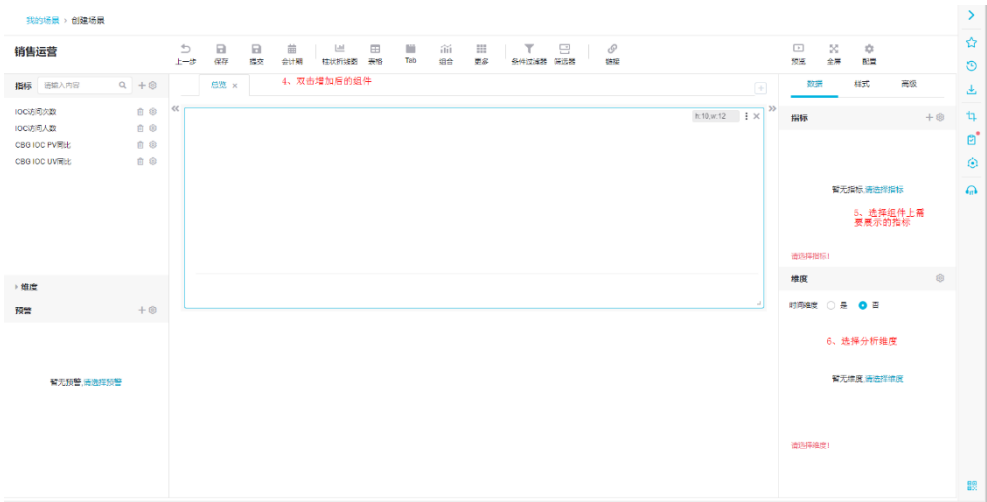 我的场景 > 创建场景
销售运营
上一步 保存 提交 会计期 柱状折线图 表格 Tab 组合 更多 条件过滤器 筛选器 链接 预览 全屏 配置
指标 请输入内容
总览 ×
4、双击增加后的组件
数据 样式 高级
IOC访问次数
IOC访问人数
CBG IOC PV同比
CBG IOC UV同比
h:10,w:12
指标
暂无指标,请选择指标
5、选择组件上需
要展示的指标
请选择指标!
维度
维度
预警
时间维度 是 否
6、选择分析维度
暂无预警,请选择预警
暂无维度,请选择维度
请选择维度!